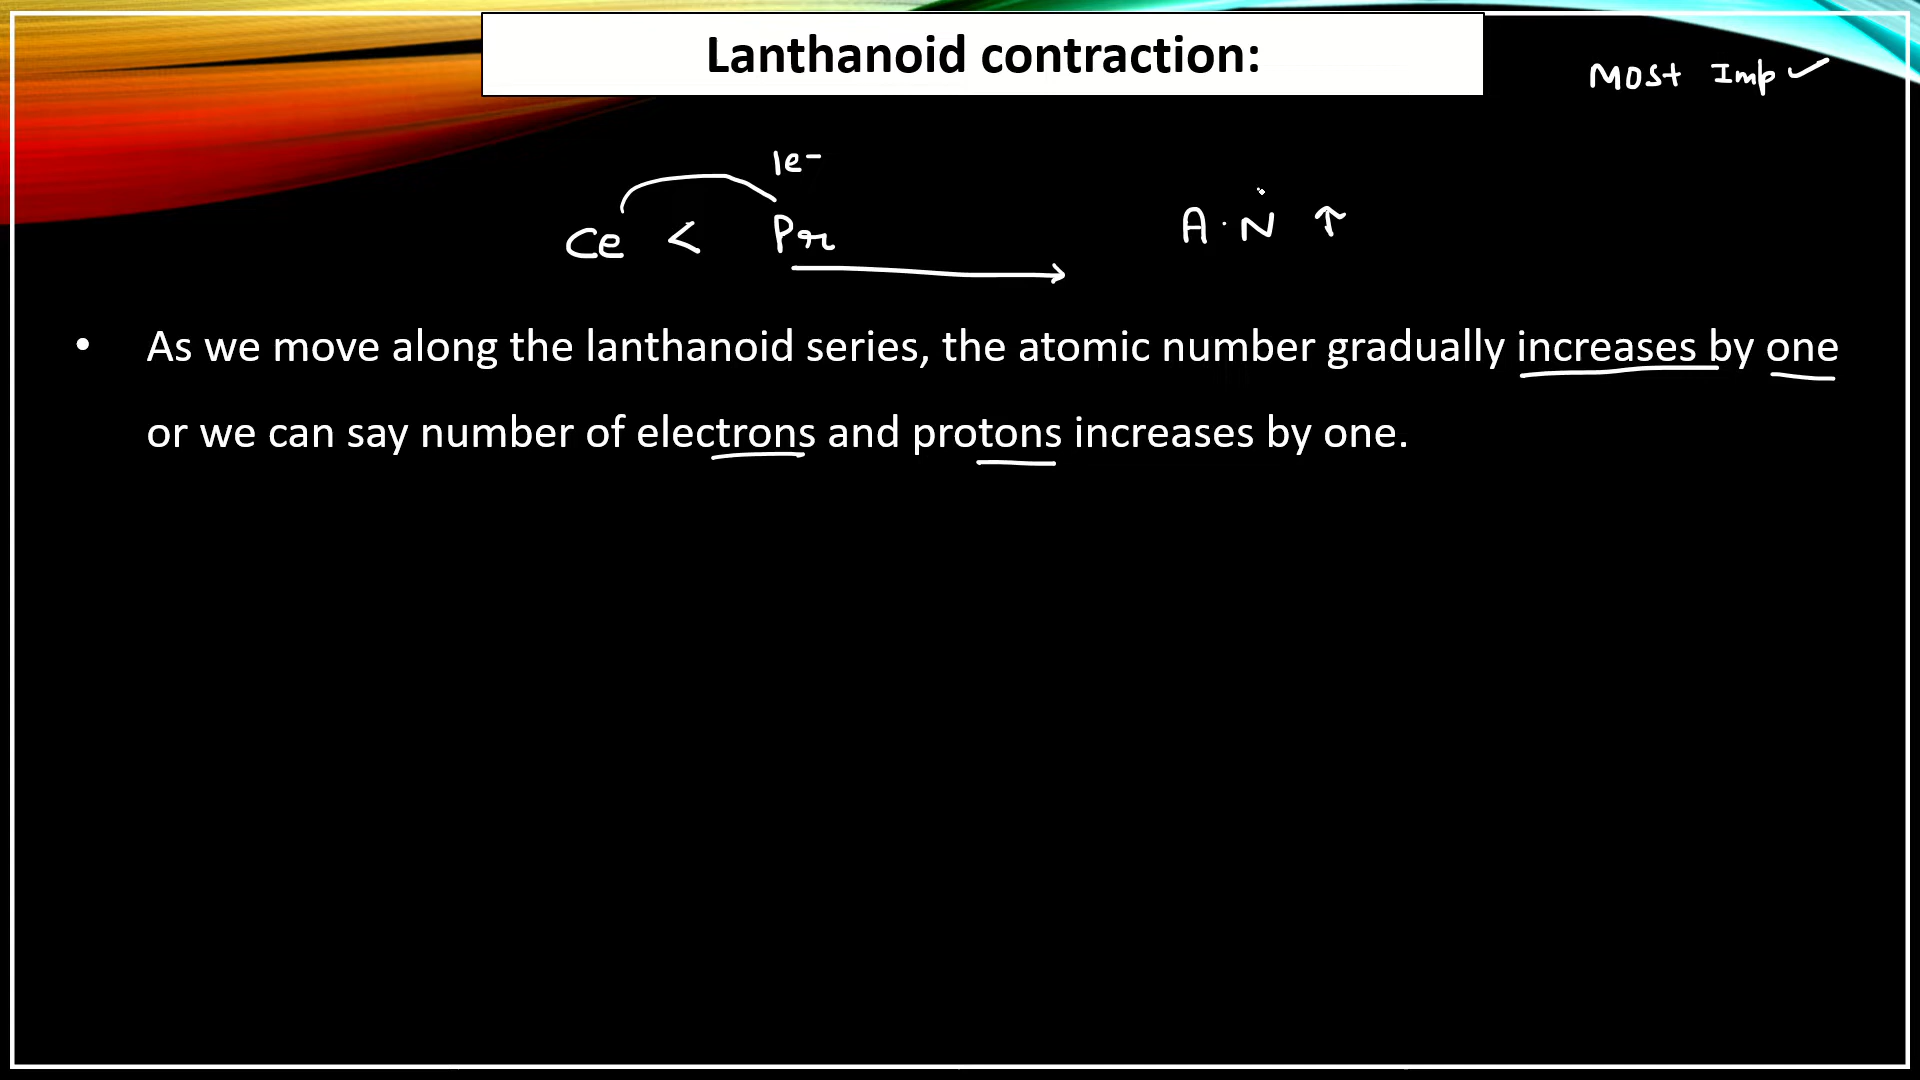 Lanthanoid contraction:
Most Imp ✓
1e-
Ce < Pr
A.N ↑
• As we move along the lanthanoid series, the atomic number gradually increases by one
or we can say number of electrons and protons increases by one.